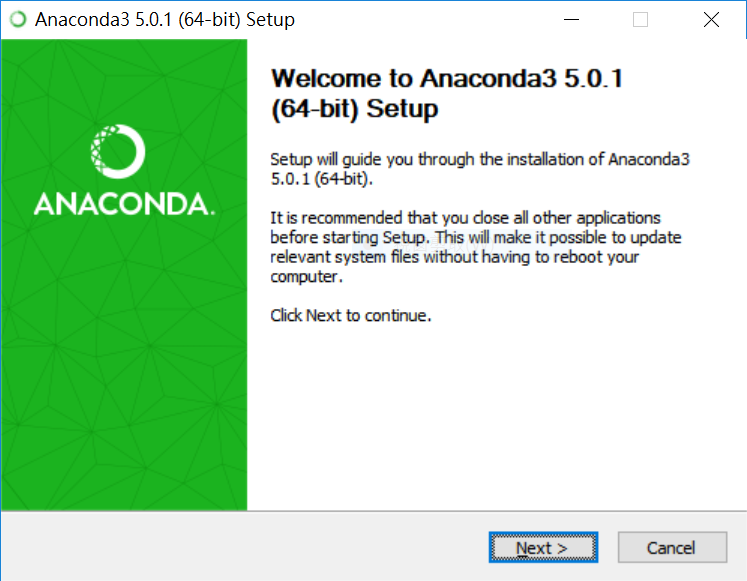 Anaconda3 5.0.1 (64-bit) Setup
ANACONDA.
Welcome to Anaconda3 5.0.1
(64-bit) Setup
Setup will guide you through the installation of Anaconda3
5.0.1 (64-bit).
It is recommended that you close all other applications
before starting Setup. This will make it possible to update
relevant system files without having to reboot your
computer.
Click Next to continue.
Next >
Cancel